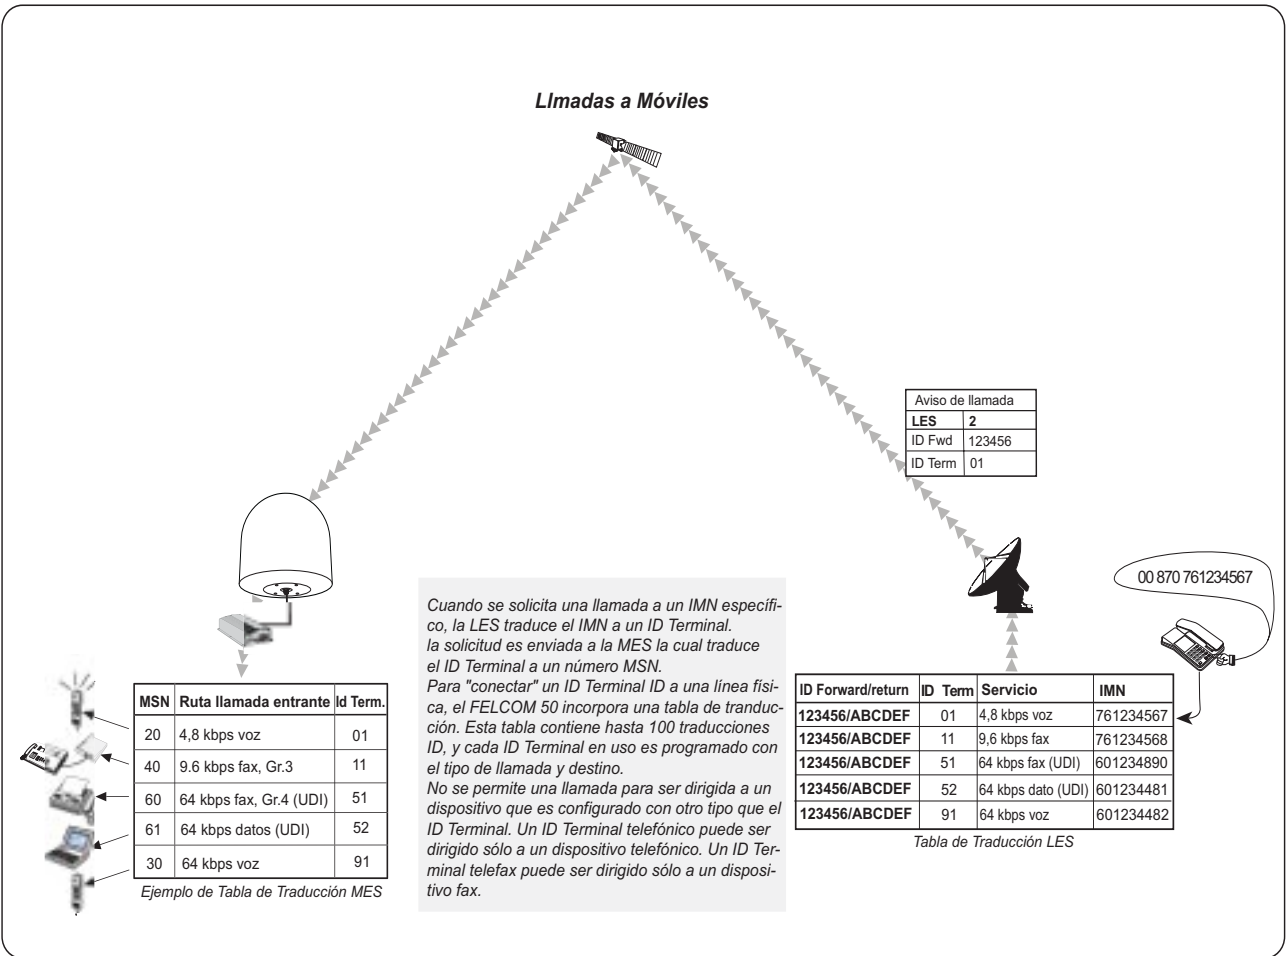 Llmadas a Móviles
Aviso de llamada
LES 2
ID Fwd 123456
ID Term 01
00 870 761234567
Cuando se solicita una llamada a un IMN específi-
co, la LES traduce el IMN a un ID Terminal.
la solicitud es enviada a la MES la cual traduce
el ID Terminal a un número MSN.
Para "conectar" un ID Terminal ID a una línea físi-
ca, el FELCOM 50 incorpora una tabla de tranduc-
ción. Esta tabla contiene hasta 100 traducciones
ID, y cada ID Terminal en uso es programado con
el tipo de llamada y destino.
No se permite una llamada para ser dirigida a un
dispositivo que es configurado con otro tipo que el
ID Terminal. Un ID Terminal telefónico puede ser
dirigido sólo a un dispositivo telefónico. Un ID Ter-
minal telefax puede ser dirigido sólo a un disposi-
tivo fax.
MSN Ruta llamada entrante Id Term.
20 4,8 kbps voz 01
40 9.6 kbps fax, Gr.3 11
60 64 kbps fax, Gr.4 (UDI) 51
61 64 kbps datos (UDI) 52
30 64 kbps voz 91
Ejemplo de Tabla de Traducción MES
ID Forward/return ID Term Servicio IMN
123456/ABCDEF 01 4,8 kbps voz 761234567
123456/ABCDEF 11 9,6 kbps fax 761234568
123456/ABCDEF 51 64 kbps fax (UDI) 601234890
123456/ABCDEF 52 64 kbps dato (UDI) 601234481
123456/ABCDEF 91 64 kbps voz 601234482
Tabla de Traducción LES